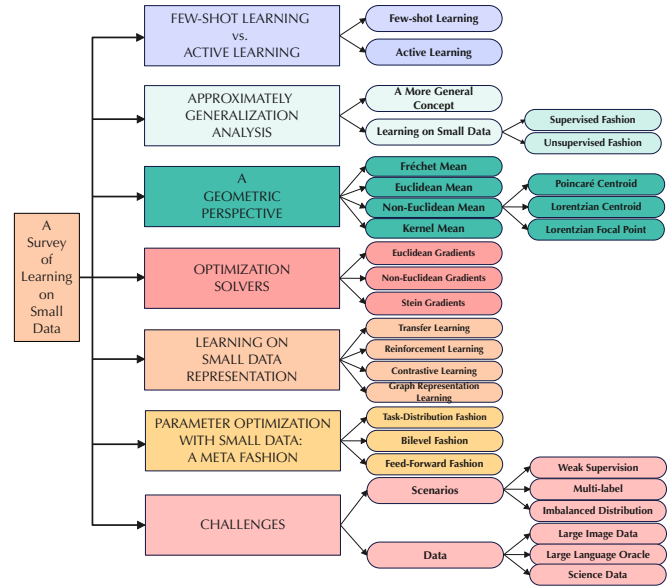 A
Survey
of
Learning
on
Small
Data
FEW-SHOT LEARNING
vs.
ACTIVE LEARNING
Few-shot Learning
Active Learning
APPROXIMATELY
GENERALIZATION
ANALYSIS
A More General
Concept
Learning on Small Data
Supervised Fashion
Unsupervised Fashion
A
GEOMETRIC
PERSPECTIVE
Fréchet Mean
Euclidean Mean
Non-Euclidean Mean
Kernel Mean
Poincaré Centroid
Lorentzian Centroid
Lorentzian Focal Point
OPTIMIZATION
SOLVERS
Euclidean Gradients
Non-Euclidean Gradients
Stein Gradients
LEARNING ON
SMALL DATA
REPRESENTATION
Transfer Learning
Reinforcement Learning
Contrastive Learning
Graph Representation
Learning
PARAMETER OPTIMIZATION
WITH SMALL DATA:
A META FASHION
Task-Distribution Fashion
Bilevel Fashion
Feed-Forward Fashion
CHALLENGES
Scenarios
Weak Supervision
Multi-label
Imbalanced Distribution
Data
Large Image Data
Large Language Oracle
Science Data